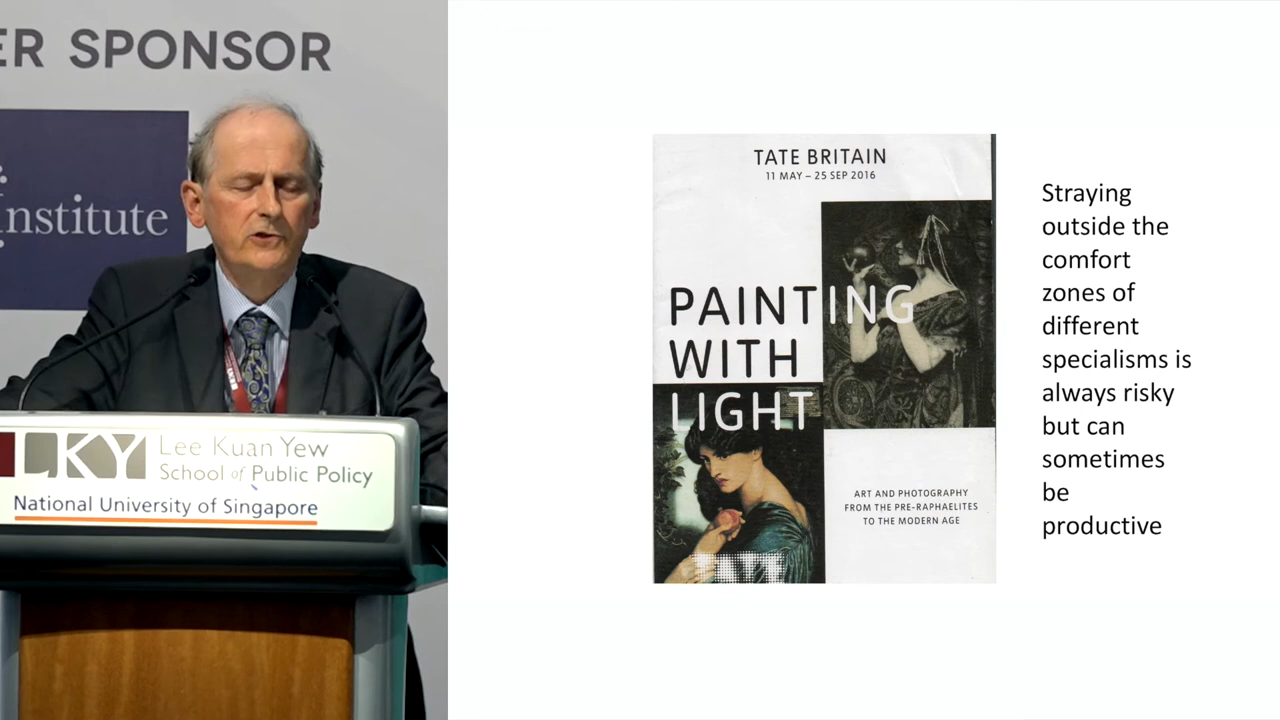 ER SPONSOR
Institute
LKY
Lee Kuan Yew
School of Public Policy
National University of Singapore
TATE BRITAIN
11 MAY – 25 SEP 2016
PAINTING
WITH
LIGHT
ART AND PHOTOGRAPHY
FROM THE PRE-RAPHAELITES
TO THE MODERN AGE
Straying
outside the
comfort
zones of
different
specialisms is
always risky
but can
sometimes
be
productive